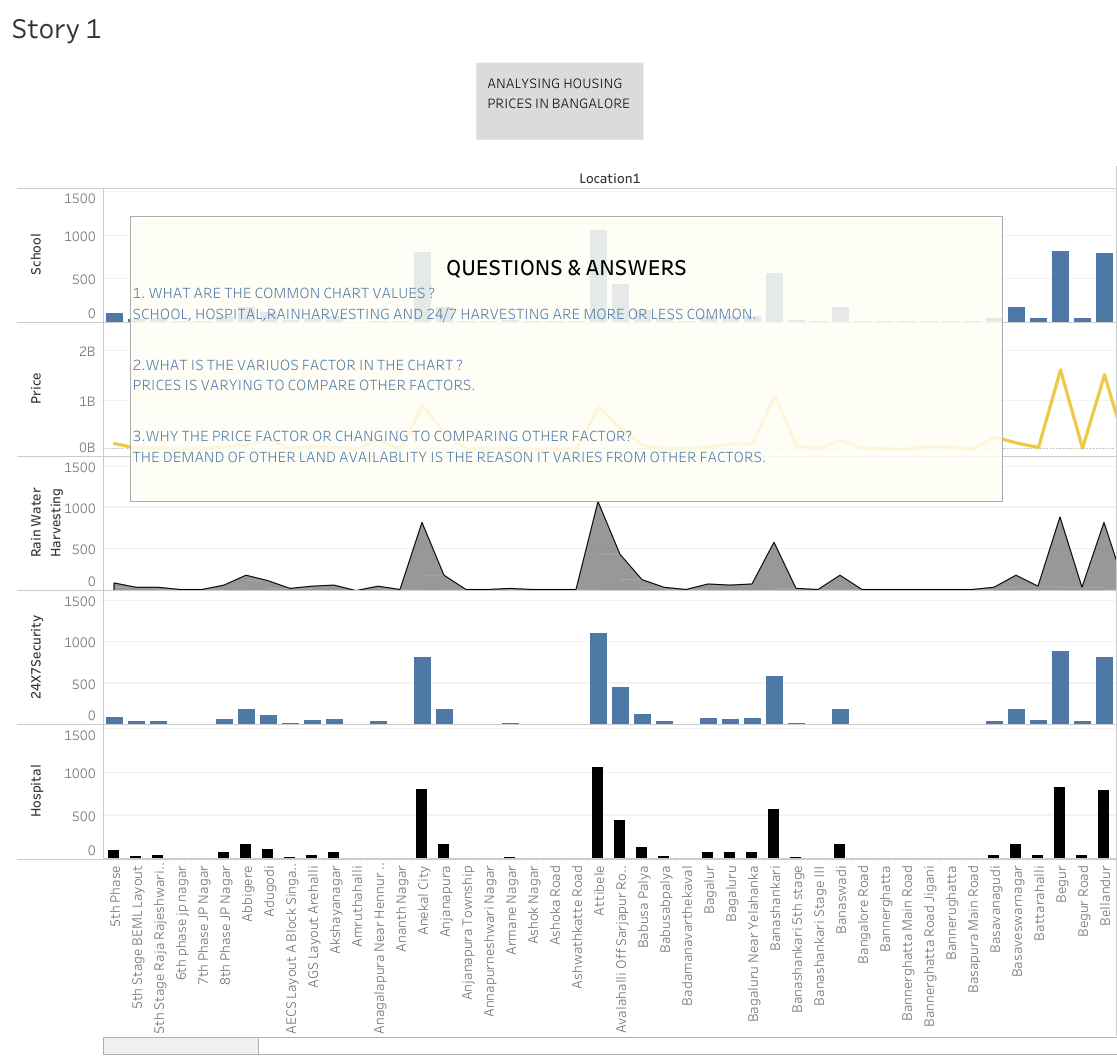 Story 1
ANALYSING HOUSING
PRICES IN BANGALORE
Location1
1500
1000
500
0
School
QUESTIONS & ANSWERS
1. WHAT ARE THE COMMON CHART VALUES ?
SCHOOL, HOSPITAL,RAINHARVESTING AND 24/7 HARVESTING ARE MORE OR LESS COMMON.
2.WHAT IS THE VARIUOS FACTOR IN THE CHART ?
PRICES IS VARYING TO COMPARE OTHER FACTORS.
3.WHY THE PRICE FACTOR OR CHANGING TO COMPARING OTHER FACTOR?
THE DEMAND OF OTHER LAND AVAILABLITY IS THE REASON IT VARIES FROM OTHER FACTORS.
2B
1B
0B
Price
1500
1000
500
0
Rain Water
Harvesting
1500
1000
500
0
24X7Security
1500
1000
500
0
Hospital
5th Phase
5th Stage BEML Layout
5th Stage Raja Rajeshwari..
6th phase jp nagar
7th Phase JP Nagar
8th Phase JP Nagar
Abbigere
Adugodi
AECS Layout A Block Singa..
AGS Layout Arehalli
Akshayanagar
Amruthahalli
Anagalapura Near Hennur..
Ananth Nagar
Anekal City
Anjanapura
Anjanapura Township
Annapurneshwari Nagar
Armane Nagar
Ashok Nagar
Ashoka Road
Ashwathkatte Road
Attibele
Avalahalli Off Sarjapur Ro..
Babusa Palya
Babusabpalya
Badamanavarthekaval
Bagalur
Bagaluru
Bagaluru Near Yelahanka
Banashankari
Banashankari 5th stage
Banashankari Stage III
Banaswadi
Bangalore Road
Bannerghatta
Bannerghatta Main Road
Bannerghatta Road Jigani
Bannerughatta
Basapura Main Road
Basavanagudi
Basaveswarnagar
Battarahalli
Begur
Begur Road
Bellandur